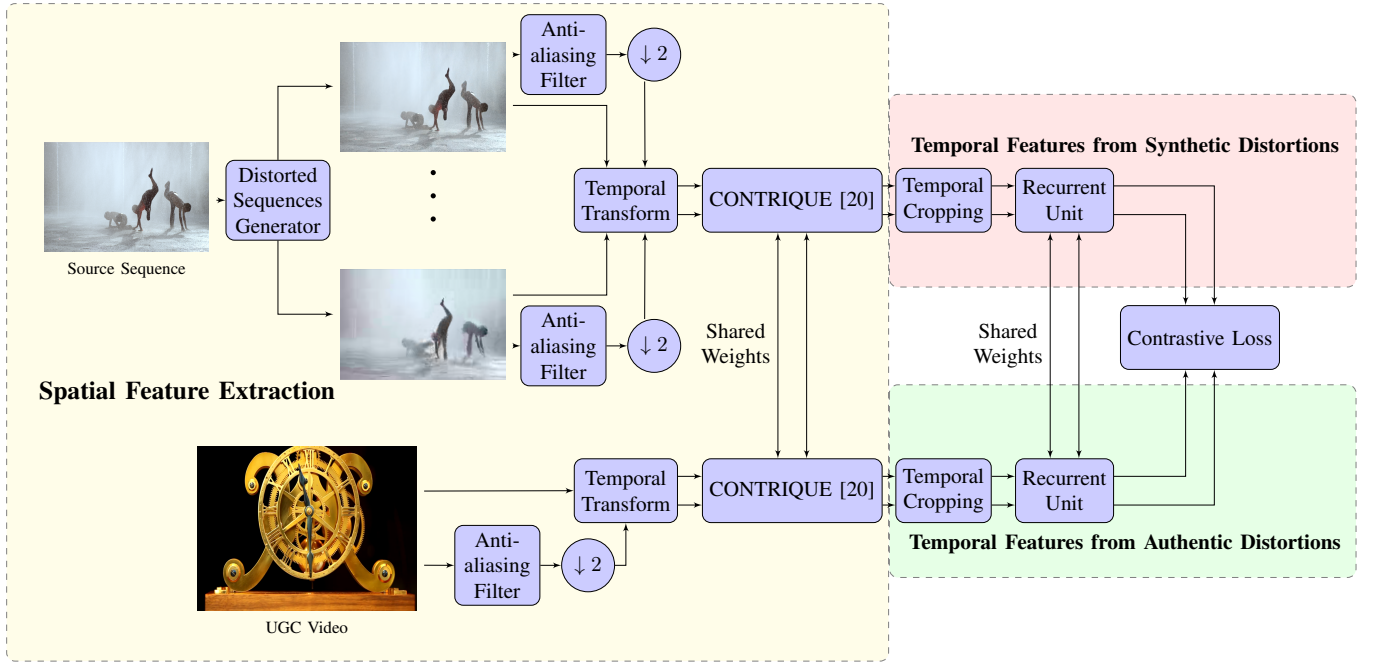 Anti-
aliasing
Filter
↓ 2
Source Sequence
Distorted
Sequences
Generator
Temporal
Transform
CONTRIQUE [20]
Temporal Features from Synthetic Distortions
Temporal
Cropping
Recurrent
Unit
Anti-
aliasing
Filter
↓ 2
Shared
Weights
Shared
Weights
Contrastive Loss
Spatial Feature Extraction
UGC Video
Anti-
aliasing
Filter
↓ 2
Temporal
Transform
CONTRIQUE [20]
Temporal
Cropping
Recurrent
Unit
Temporal Features from Authentic Distortions